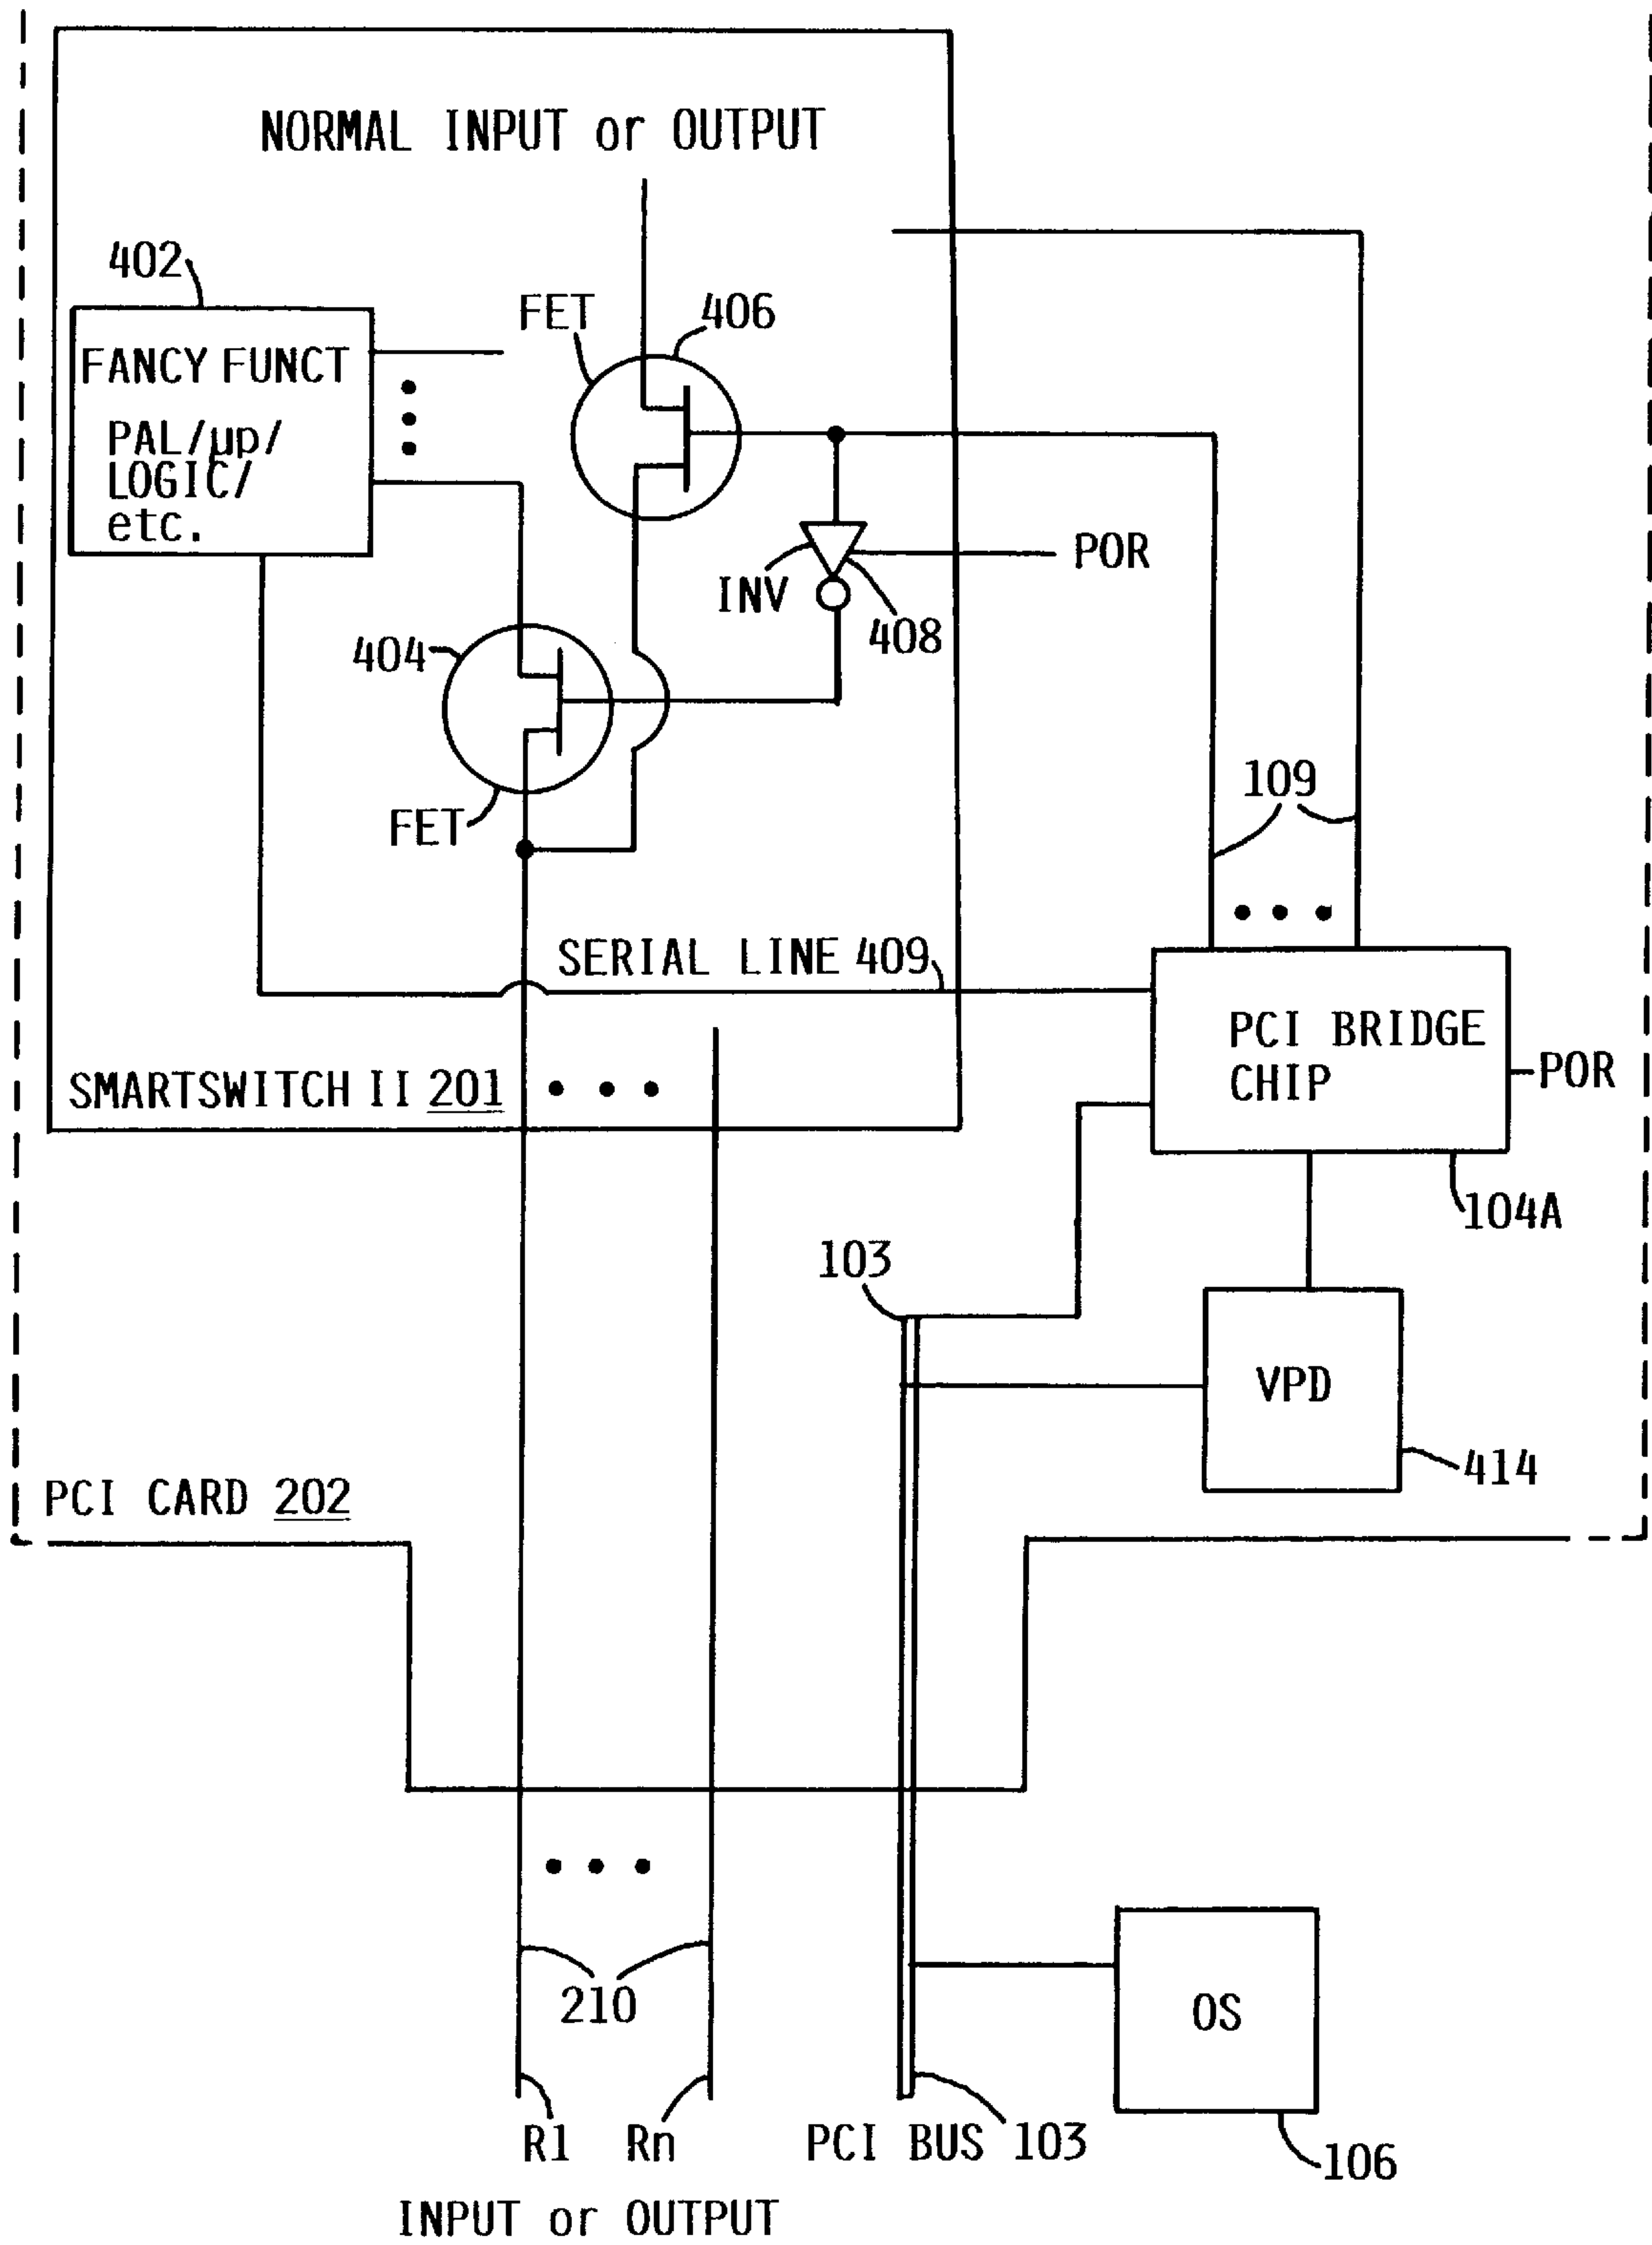 NORMAL INPUT or OUTPUT
402
FET
406
FANCY FUNCT
PAL/µp/
LOGIC/
etc.
INV
POR
408
404
FET
109
SERIAL LINE 409
PCI BRIDGE
CHIP
POR
SMARTSWITCH II 201
104A
103
VPD
414
PCI CARD 202
210
OS
R1
Rn
PCI BUS 103
106
INPUT or OUTPUT